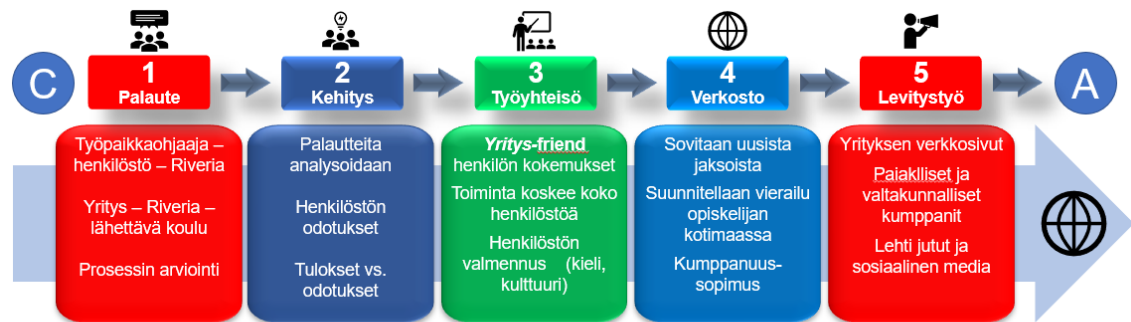 C
1
Palaute
2
Kehitys
3
Työyhteisö
4
Verkosto
5
Levitystyö
A
Työpaikkaohjaaja –
henkilöstö – Riveria
Yritys – Riveria –
lähettävä koulu
Prosessin arviointi
Palautteita
analysoidaan
Henkilöstön
odotukset
Tulokset vs.
odotukset
Yritys-friend
henkilön kokemukset
Toiminta koskee koko
henkilöstöä
Henkilöstön
valmennus (kieli,
kulttuuri)
Sovitaan uusista
jaksoista
Suunnitellaan vierailu
opiskelijan
kotimaassa
Kumppanuus-
sopimus
Yrityksen verkkosivut
Paiaklliset ja
valtakunnalliset
kumppanit
Lehti jutut ja
sosiaalinen media